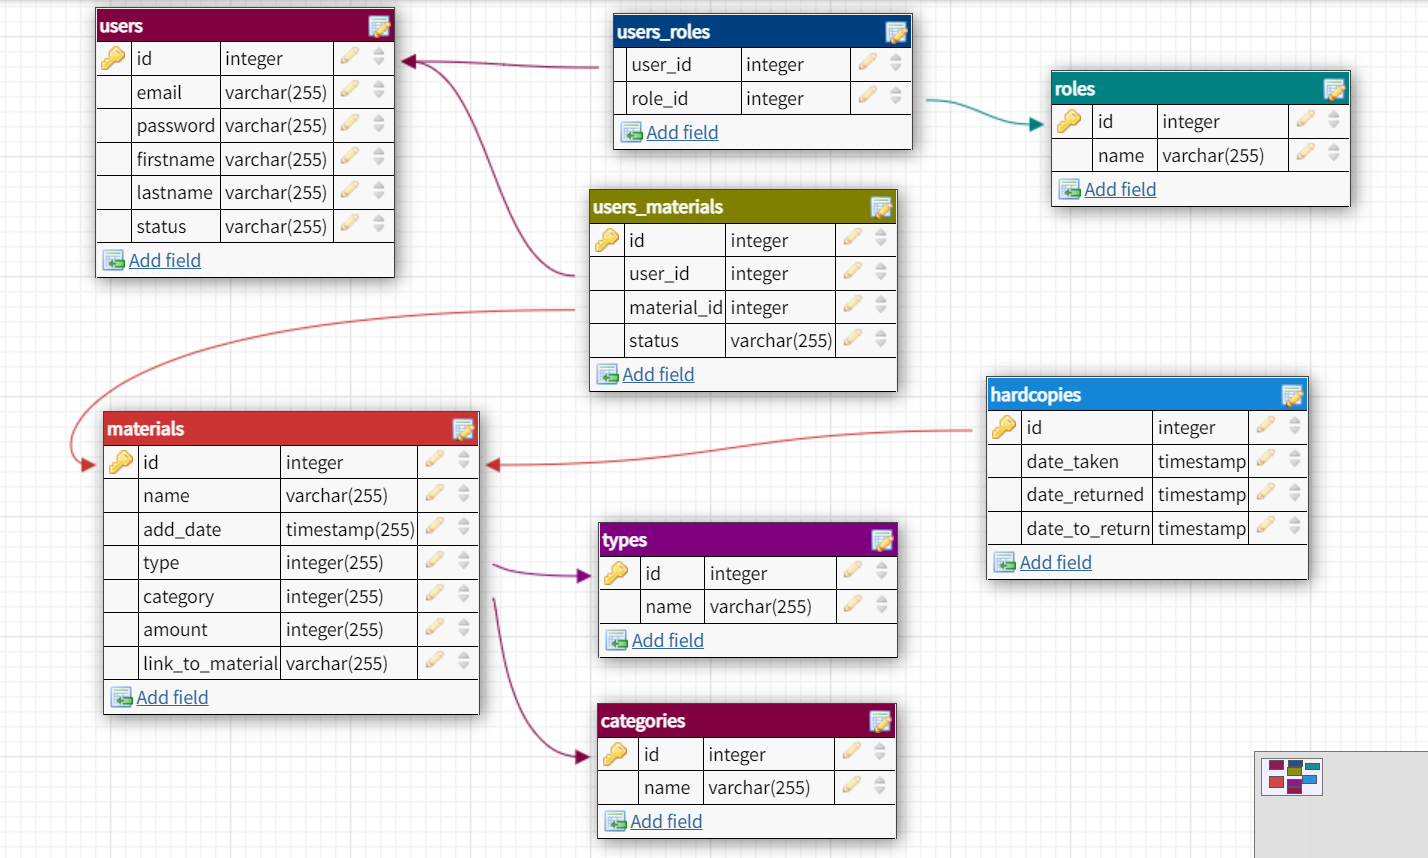 users
id integer
email varchar(255)
password varchar(255)
firstname varchar(255)
lastname varchar(255)
status varchar(255)
Add field
users_roles
user_id integer
role_id integer
Add field
roles
id integer
name varchar(255)
Add field
users_materials
id integer
user_id integer
material_id integer
status varchar(255)
Add field
hardcopies
id integer
date_taken timestamp
date_returned timestamp
date_to_return timestamp
Add field
materials
id integer
name varchar(255)
add_date timestamp(255)
type integer(255)
category integer(255)
amount integer(255)
link_to_material varchar(255)
Add field
types
id integer
name varchar(255)
Add field
categories
id integer
name varchar(255)
Add field